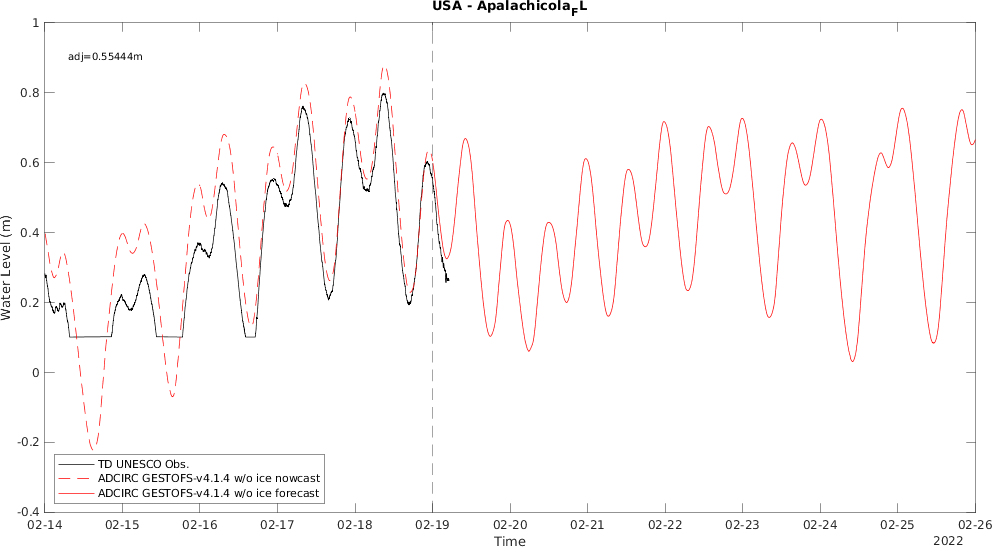 USA - Apalachicola_FL
adj=0.55444m
1
0.8
0.6
0.4
0.2
0
-0.2
-0.4
Water Level (m)
TD UNESCO Obs.
ADCIRC GESTOFS-v4.1.4 w/o ice nowcast
ADCIRC GESTOFS-v4.1.4 w/o ice forecast
02-14 02-15 02-16 02-17 02-18 02-19 02-20 02-21 02-22 02-23 02-24 02-25 02-26
Time
2022